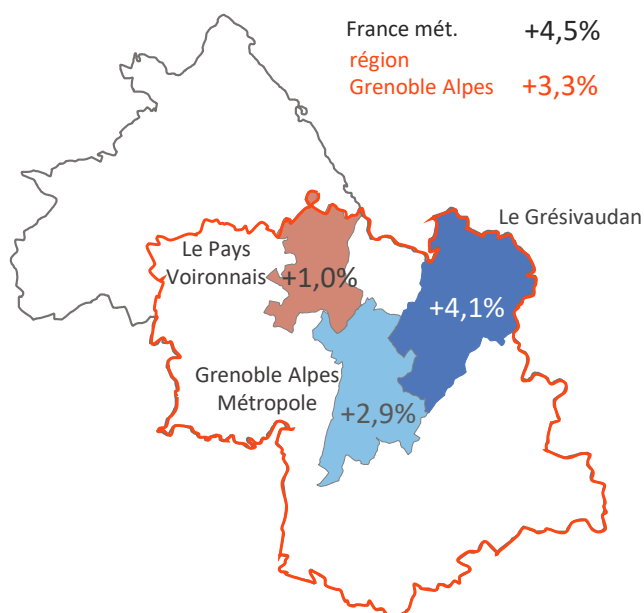 France mét. +4,5%
région
Grenoble Alpes +3,3%
Le Grésivaudan
Le Pays
Voironnais
+1,0%
+4,1%
Grenoble Alpes
Métropole
+2,9%